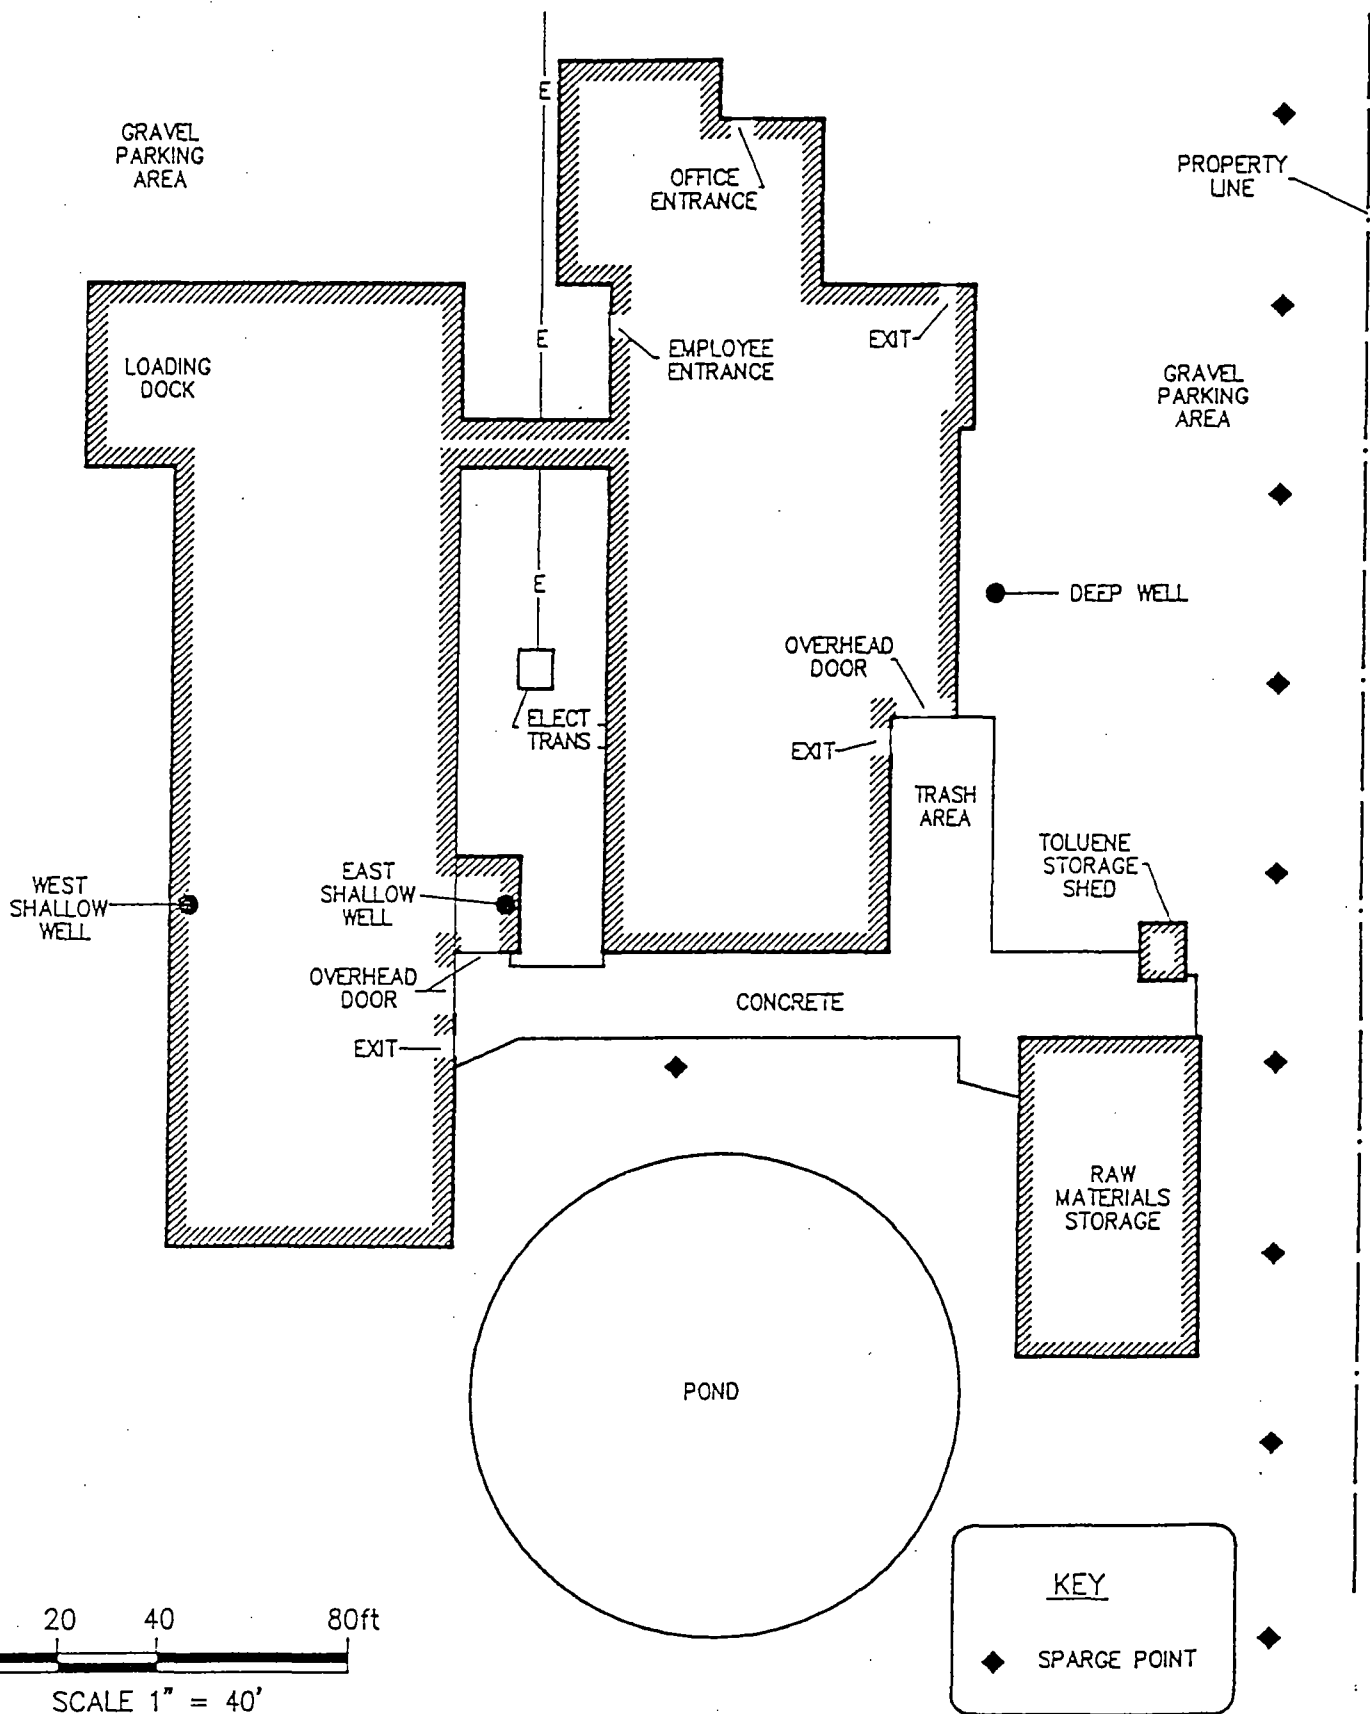 E
GRAVEL
PARKING
AREA
OFFICE
ENTRANCE
PROPERTY
LINE
E
EMPLOYEE
ENTRANCE
EXIT
LOADING
DOCK
GRAVEL
PARKING
AREA
E
DEEP WELL
OVERHEAD
DOOR
ELECT
TRANS
EXIT
TRASH
AREA
TOLUENE
STORAGE
SHED
WEST
SHALLOW
WELL
EAST
SHALLOW
WELL
OVERHEAD
DOOR
CONCRETE
EXIT
RAW
MATERIALS
STORAGE
POND
KEY
SPARGE POINT
20 40 80ft
SCALE 1" = 40'